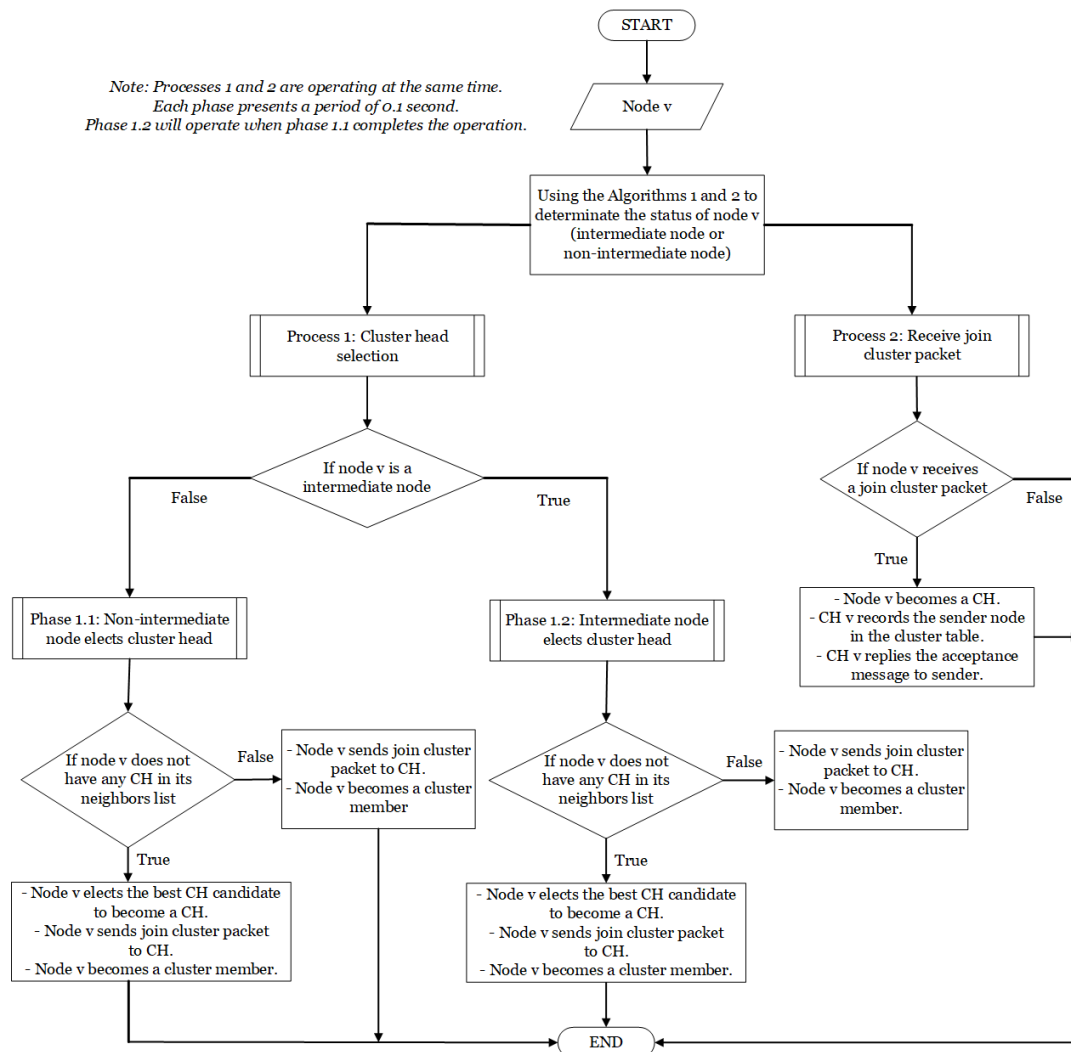 START
Note: Processes 1 and 2 are operating at the same time.
Each phase presents a period of 0.1 second.
Phase 1.2 will operate when phase 1.1 completes the operation.
Node v
Using the Algorithms 1 and 2 to
determinate the status of node v
(intermediate node or
non-intermediate node)
Process 1: Cluster head
selection
Process 2: Receive join
cluster packet
If node v is a
intermediate node
False
True
If node v receives
a join cluster packet
False
True
Phase 1.1: Non-intermediate
node elects cluster head
Phase 1.2: Intermediate node
elects cluster head
- Node v becomes a CH.
- CH v records the sender node
in the cluster table.
- CH v replies the acceptance
message to sender.
If node v does not
have any CH in its
neighbors list
False
- Node v sends join cluster
packet to CH.
- Node v becomes a cluster
member
If node v does not
have any CH in its
neighbors list
False
- Node v sends join cluster
packet to CH.
- Node v becomes a cluster
member.
True
True
- Node v elects the best CH candidate
to become a CH.
- Node v sends join cluster packet
to CH.
- Node v becomes a cluster member.
- Node v elects the best CH candidate
to become a CH.
- Node v sends join cluster packet
to CH.
- Node v becomes a cluster member.
END